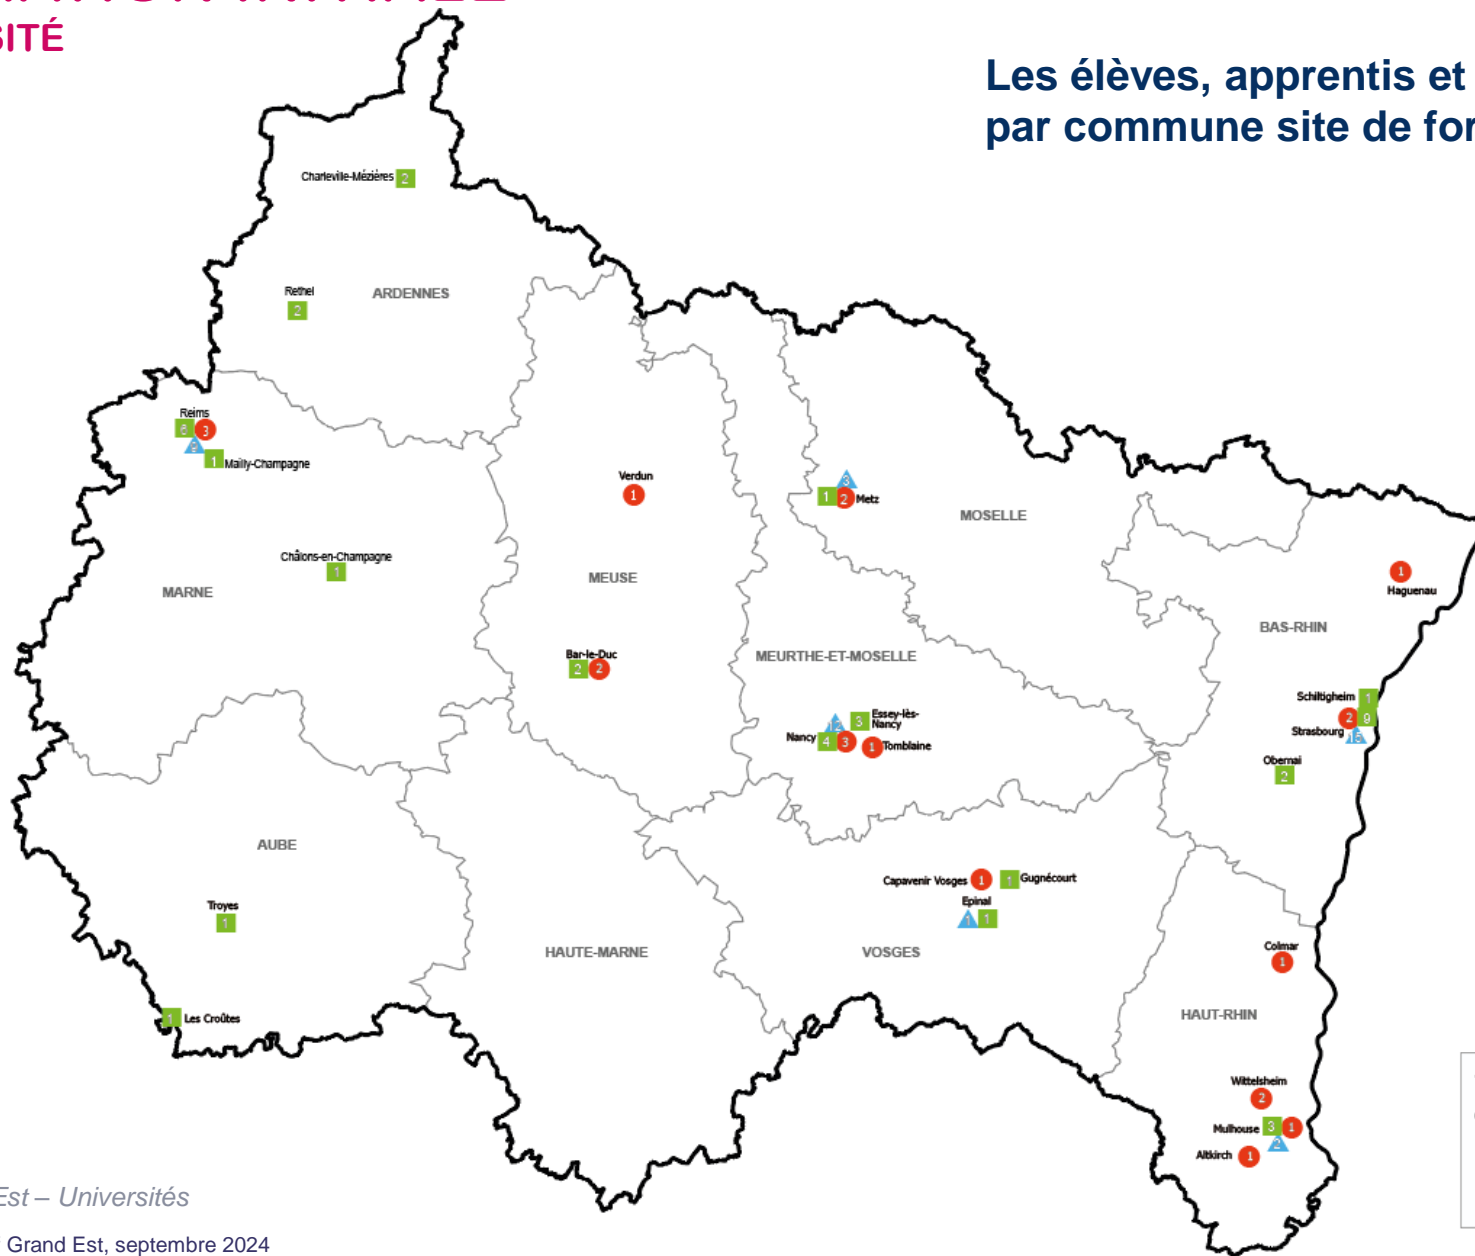 SITÉ
Les élèves, apprentis et
par commune site de for
Charleville-Mézières 2
Rethel
2
ARDENNES
Reims
6 3
1 Mailly-Champagne
Verdun
1
3
1 2 Metz
MOSELLE
Châlons-en-Champagne
1
MARNE
MEUSE
1
Haguenau
BAS-RHIN
Bar-le-Duc
2 2
MEURTHE-ET-MOSELLE
Schiltigheim 1
2 9
Strasbourg
12 3 Essey-lès-
Nancy
Nancy 4 3 1 Tomblaine
Obernai
2
AUBE
Capavenir Vosges 1 1 Gugnécourt
Epinal
1 1
Troyes
1
HAUTE-MARNE
VOSGES
Colmar
1
1 Les Croûtes
HAUT-RHIN
Wittelsheim
2
Mulhouse 3 1
2
Altkirch 1
Est – Universités
Grand Est, septembre 2024